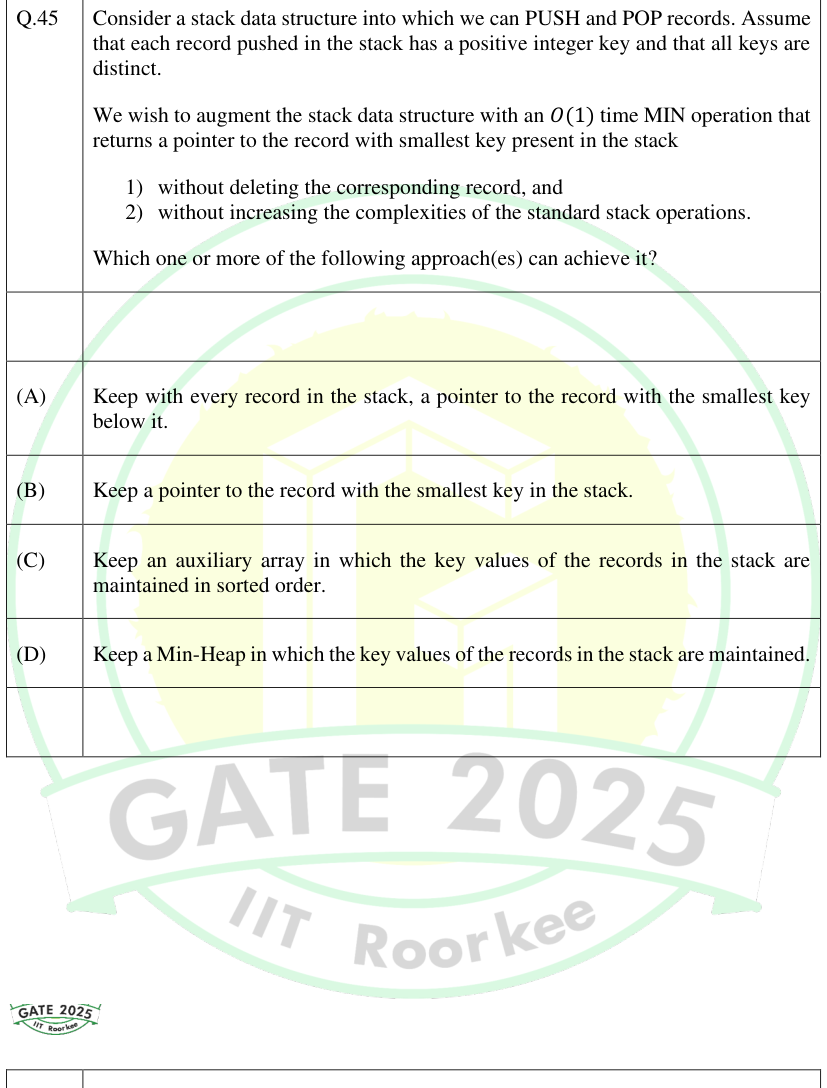 Q.45 Consider a stack data structure into which we can PUSH and POP records. Assume
that each record pushed in the stack has a positive integer key and that all keys are
distinct.
We wish to augment the stack data structure with an O(1) time MIN operation that
returns a pointer to the record with smallest key present in the stack
1) without deleting the corresponding record, and
2) without increasing the complexities of the standard stack operations.
Which one or more of the following approach(es) can achieve it?
(A) Keep with every record in the stack, a pointer to the record with the smallest key
below it.
(B) Keep a pointer to the record with the smallest key in the stack.
(C) Keep an auxiliary array in which the key values of the records in the stack are
maintained in sorted order.
(D) Keep a Min-Heap in which the key values of the records in the stack are maintained.
GATE 2025
IIT Roorkee
GATE 2025
IIT Roorkee